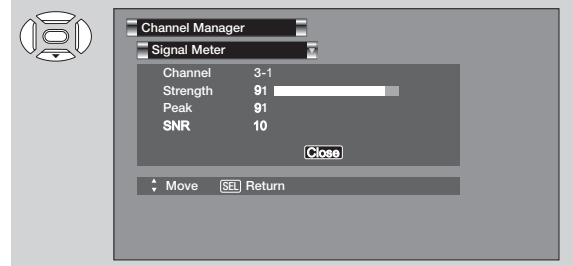 Channel Manager
Signal Meter
Channel 3-1
Strength 91
Peak 91
SNR 10
Close
Move SEL Return